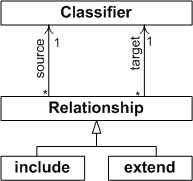 Classifier
source
1
target
1
*
*
Relationship
include
extend